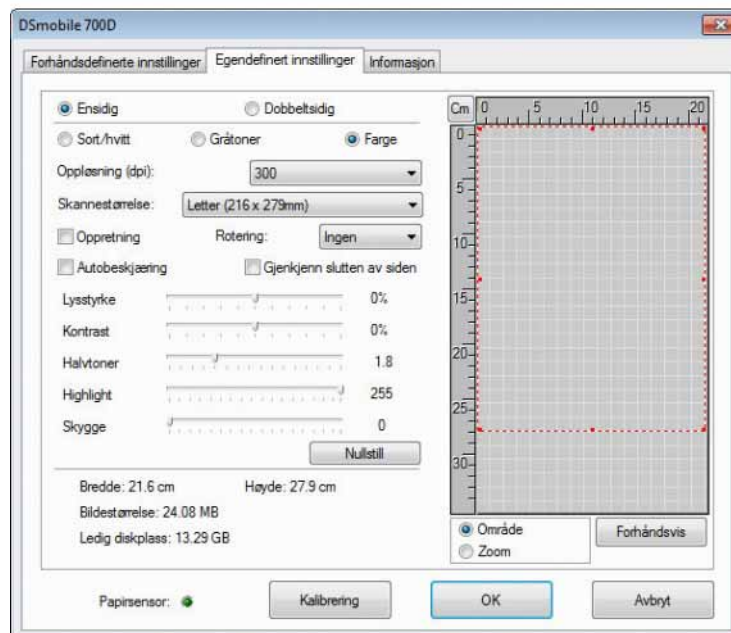 DSmobile 700D
Forhåndsdefinerte innstillinger Egendefinert innstillinger Informasjon
Ensidig Dobbeltsidig
Sort/hvitt Gråtoner Farge
Oppløsning (dpi): 300
Skannestørrelse: Letter (216 x 279mm)
Oppretning Rotering: Ingen
Autobeskjæring Gjenkjenn slutten av siden
Lysstyrke 0%
Kontrast 0%
Halvtoner 1.8
Highlight 255
Skygge 0
Nullstill
Bredde: 21.6 cm Høyde: 27.9 cm
Bildestørrelse: 24.08 MB
Ledig diskplass: 13.29 GB
Cm 0 5 10 15 20
0
5
10
15
20
25
30
Område
Zoom
Forhåndsvis
Papirsensor: Kalibrering OK Avbryt